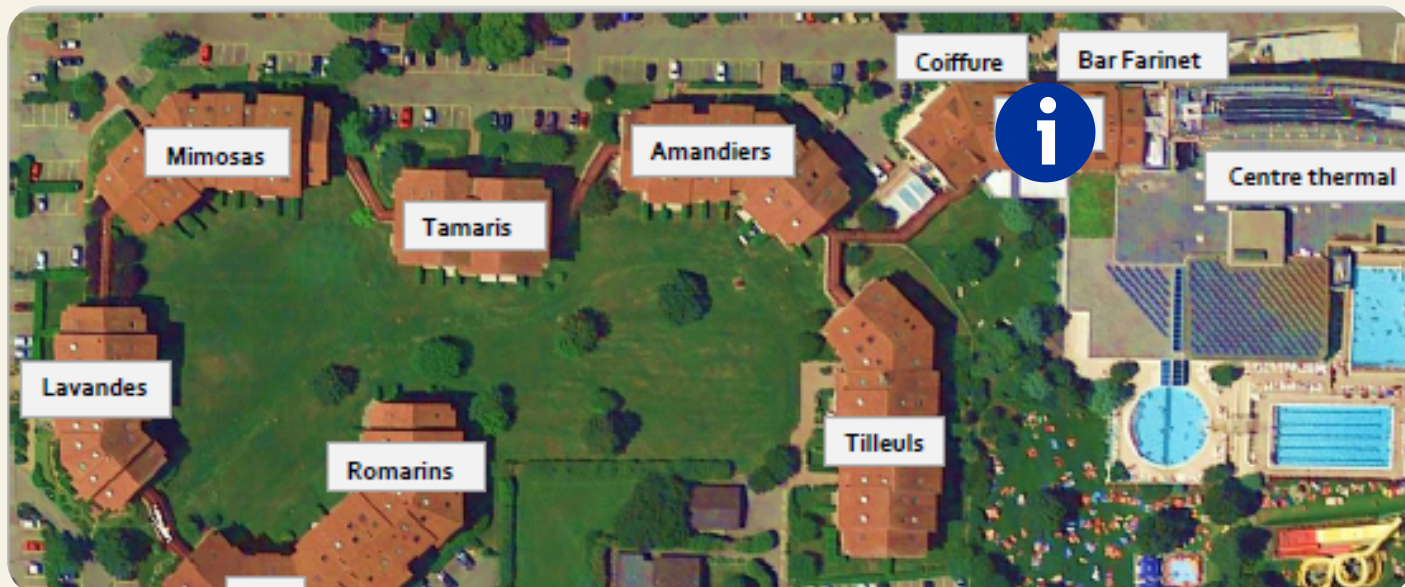 Coiffure
Bar Farinet
Mimosas
Amandiers
Centre thermal
Tamaris
Lavandes
Tilleuls
Romarins
i